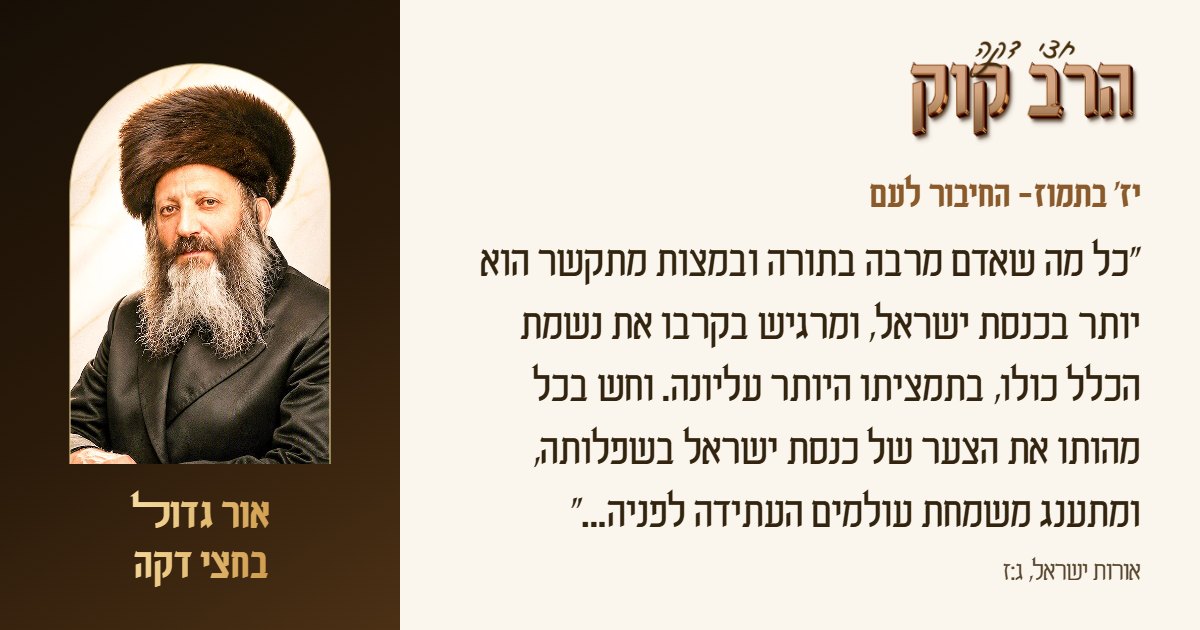 חצי דקה
הרב קוק
יז' בתמוז- החיבור לעם
"כל מה שאדם מרבה בתורה ובמצות מתקשר הוא
יותר בכנסת ישראל, ומרגיש בקרבו את נשמת
הכלל כולו, בתמציתו היותר עליונה. וחש בכל
מהותו את הצער של כנסת ישראל בשפלותה,
ומתענג משמחת עולמים העתידה לפניה..."
אורות ישראל, ג:ז
אור גדול
בחצי דקה